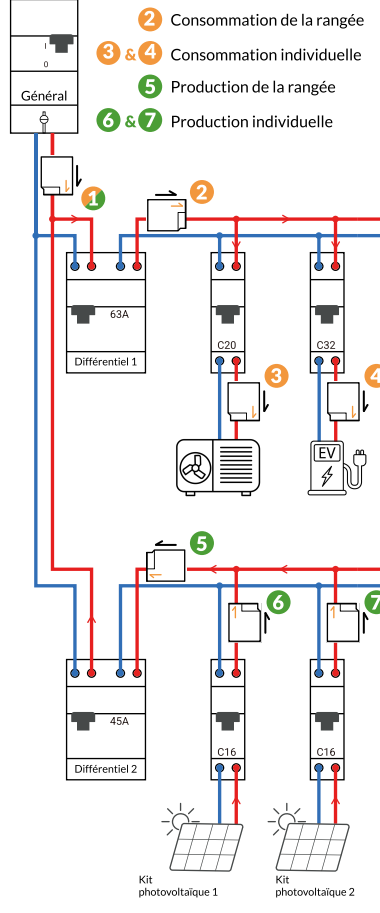 2 Consommation de la rangée
3 & 4 Consommation individuelle
5 Production de la rangée
6 & 7 Production individuelle
I
0
Général
1
2
63A
Différentiel 1
C20
C32
3
4
EV
5
6
7
45A
Différentiel 2
C16
C16
Kit
photovoltaïque 1
Kit
photovoltaïque 2